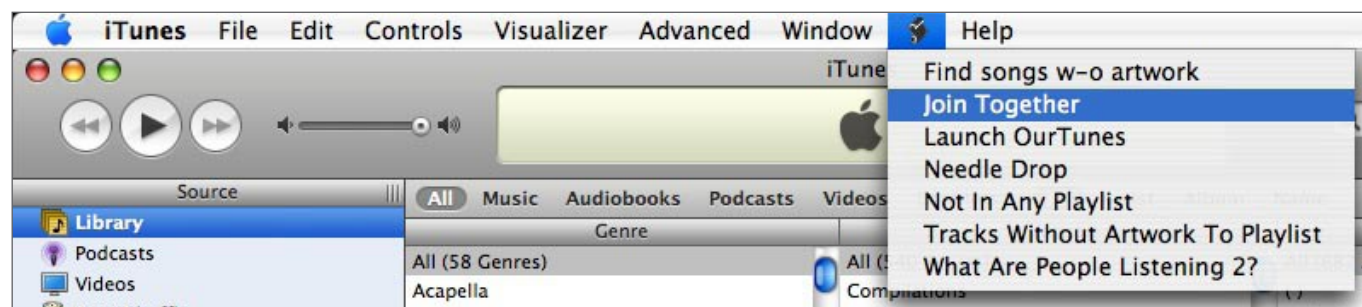 iTunes File Edit Controls Visualizer Advanced Window Help
iTune
Find songs w-o artwork
Join Together
Launch OurTunes
Needle Drop
Not In Any Playlist
Tracks Without Artwork To Playlist
What Are People Listening 2?
Source
All Music Audiobooks Podcasts Videos
Library
Genre
Podcasts
All (58 Genres)
All (
Videos
Acapella
Compilations